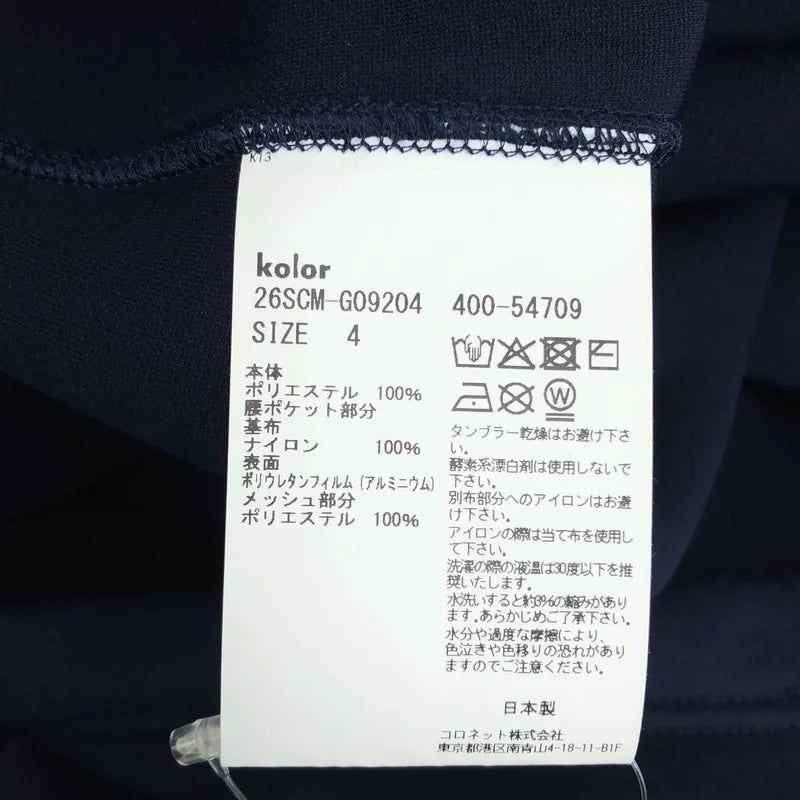 K13
kolor
26SCM-G09204 400-54709
SIZE 4
本体
ポリエステル 100%
腰ポケット部分
基布
ナイロン 100%
表面
ポリウレタンフィルム(アルミニウム)
メッシュ部分
ポリエステル 100%
W
タンブラー乾燥はお避け下さ
い。
酵素系漂白剤は使用しないで
下さい。
別布部分へのアイロンはお避
け下さい。
アイロンの際は当て布を使用し
て下さい。
洗濯の際の液温は30度以下を推
奨いたします。
水洗いすると約3%の縮みがあり
ます。あらかじめご了承下さい。
水分や過度な摩擦により、
色泣きや色移りの恐れがあり
ますのでご注意ください。
日本製
コロネット株式会社
東京都港区南青山4-18-11-B1F